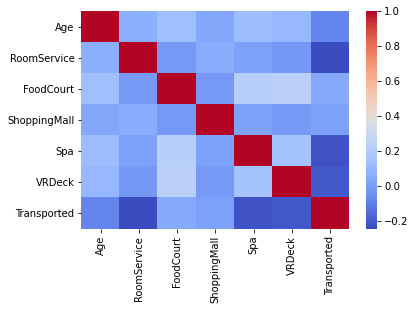 Age
RoomService
FoodCourt
ShoppingMall
Spa
VRDeck
Transported
Age
RoomService
FoodCourt
ShoppingMall
Spa
VRDeck
Transported
1.0
0.8
0.6
0.4
0.2
0.0
−0.2